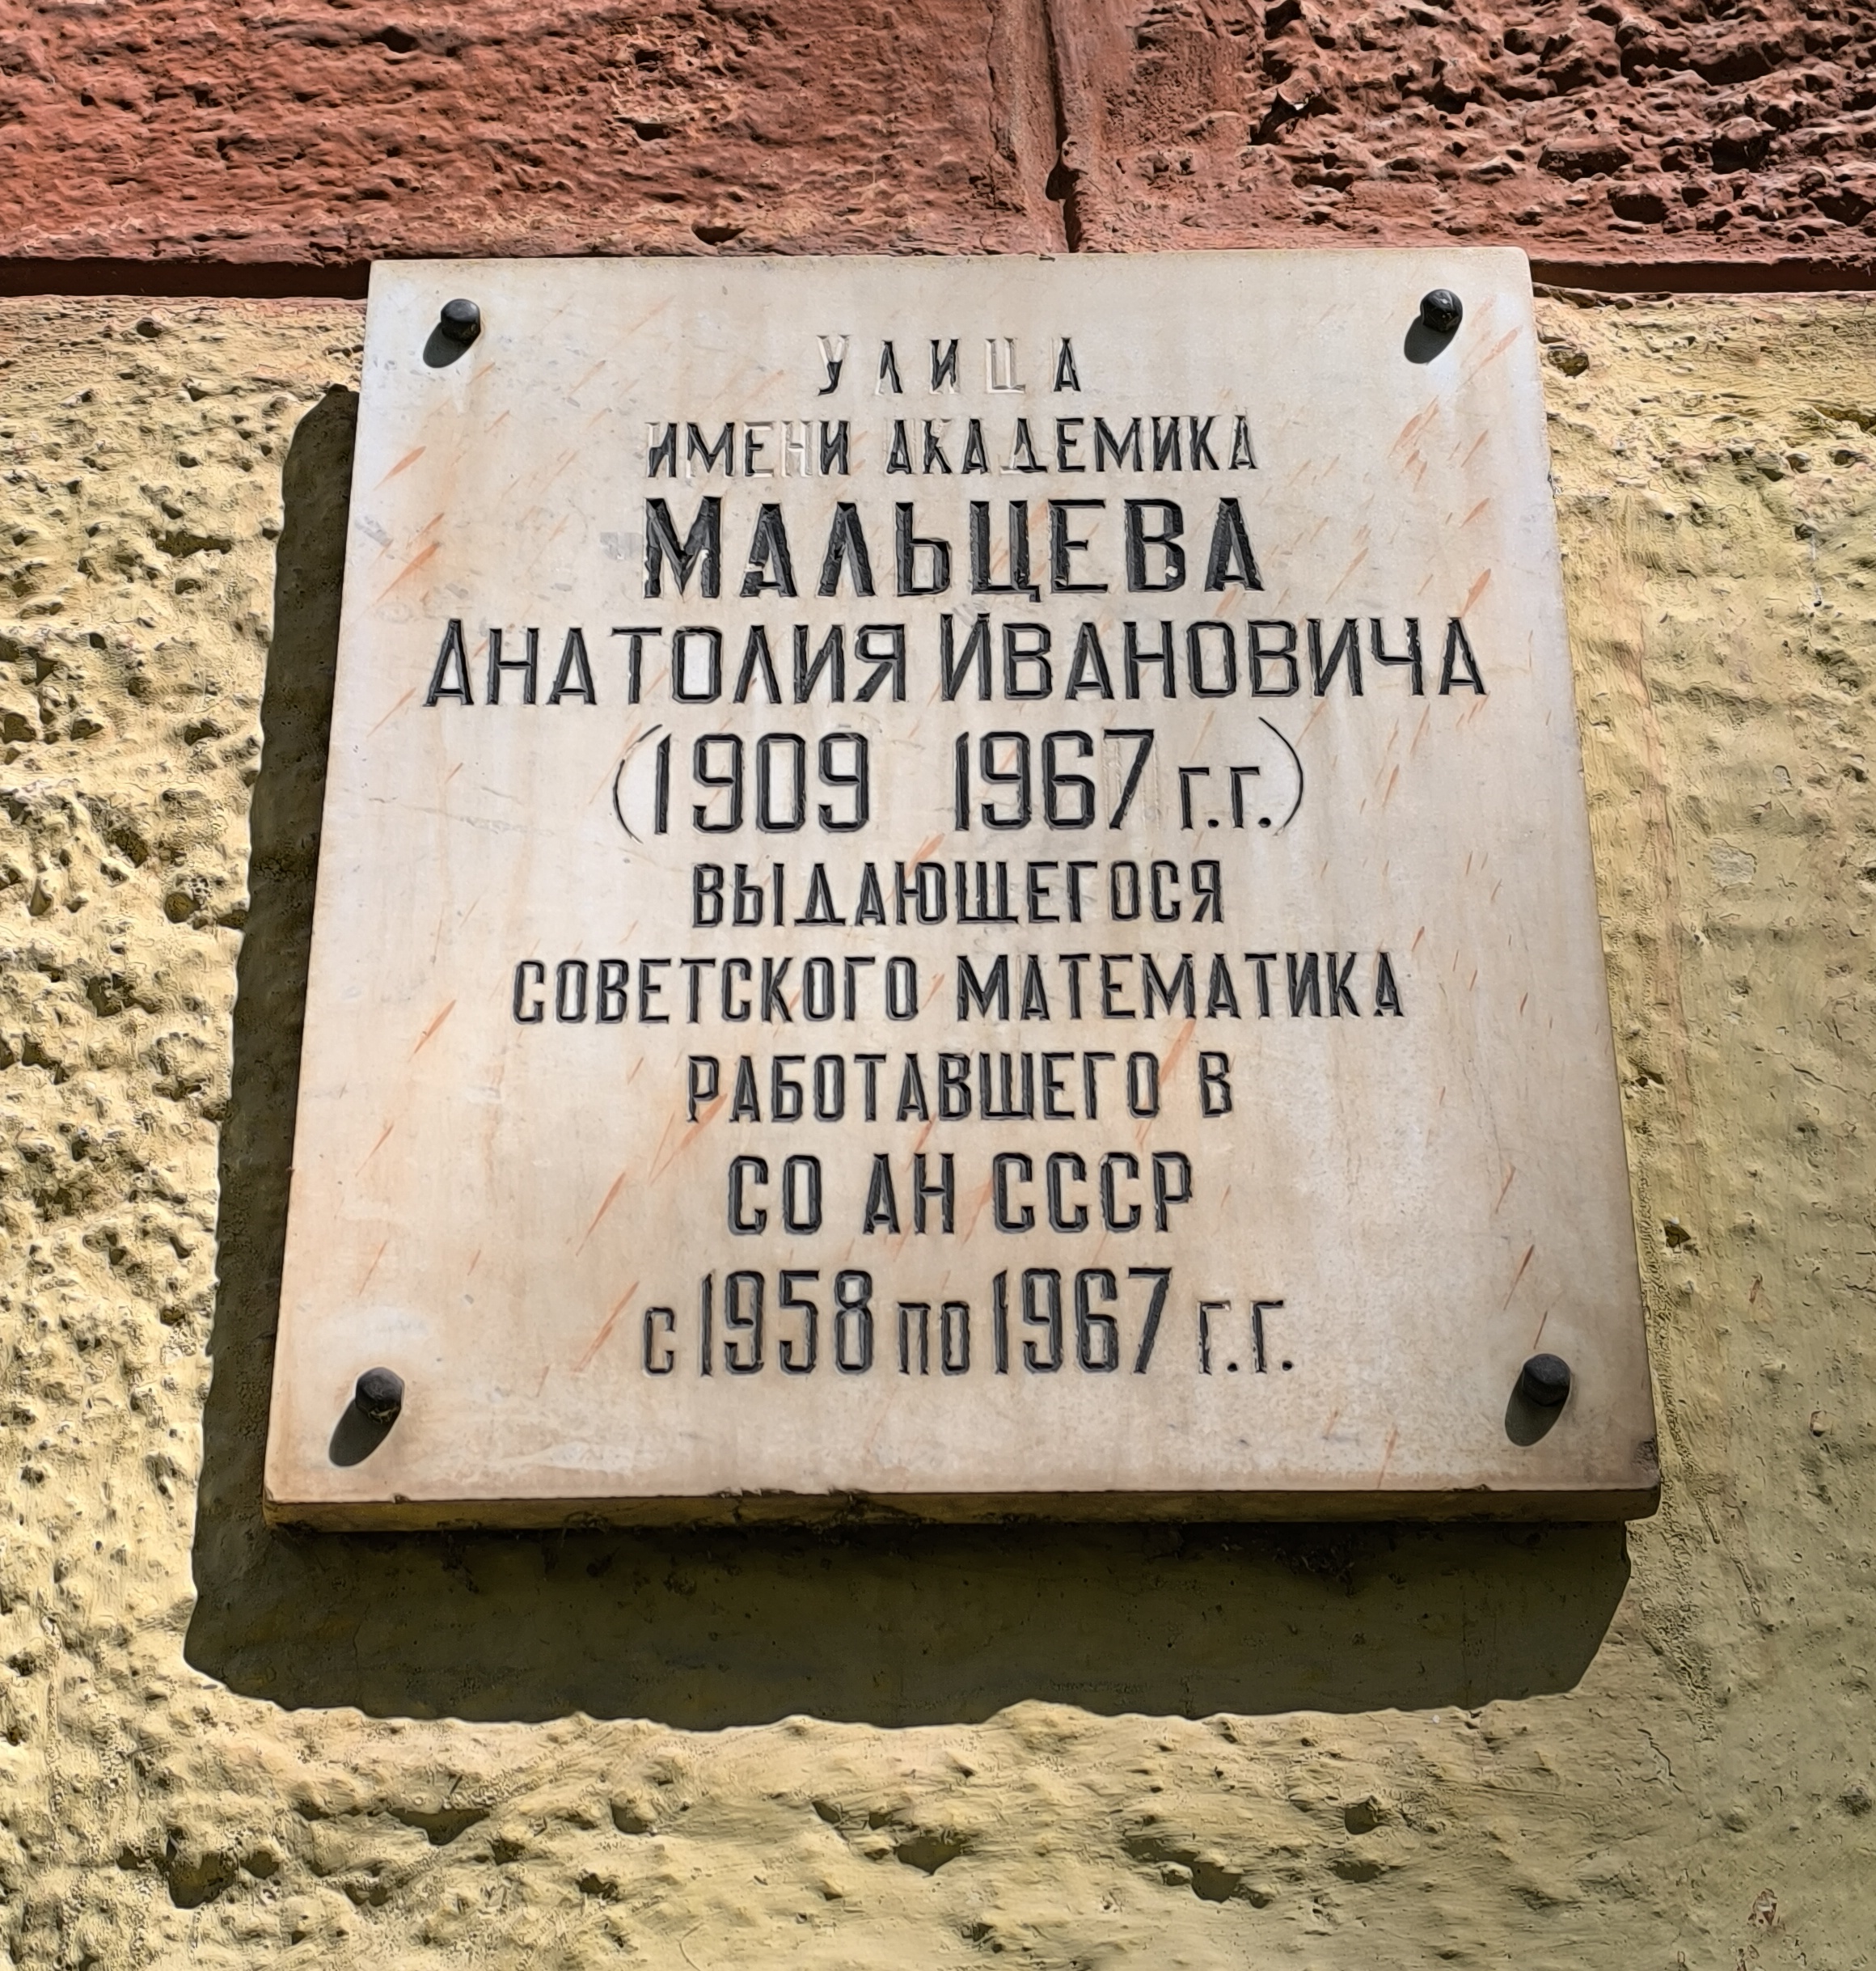 УЛИЦА
ИМЕНИ АКАДЕМИКА
МАЛЬЦЕВА
АНАТОЛИЯ ИВАНОВИЧА
(1909 1967 г.г.)
ВЫДАЮЩЕГОСЯ
СОВЕТСКОГО МАТЕМАТИКА
РАБОТАВШЕГО В
СО АН СССР
с 1958 по 1967 г.г.